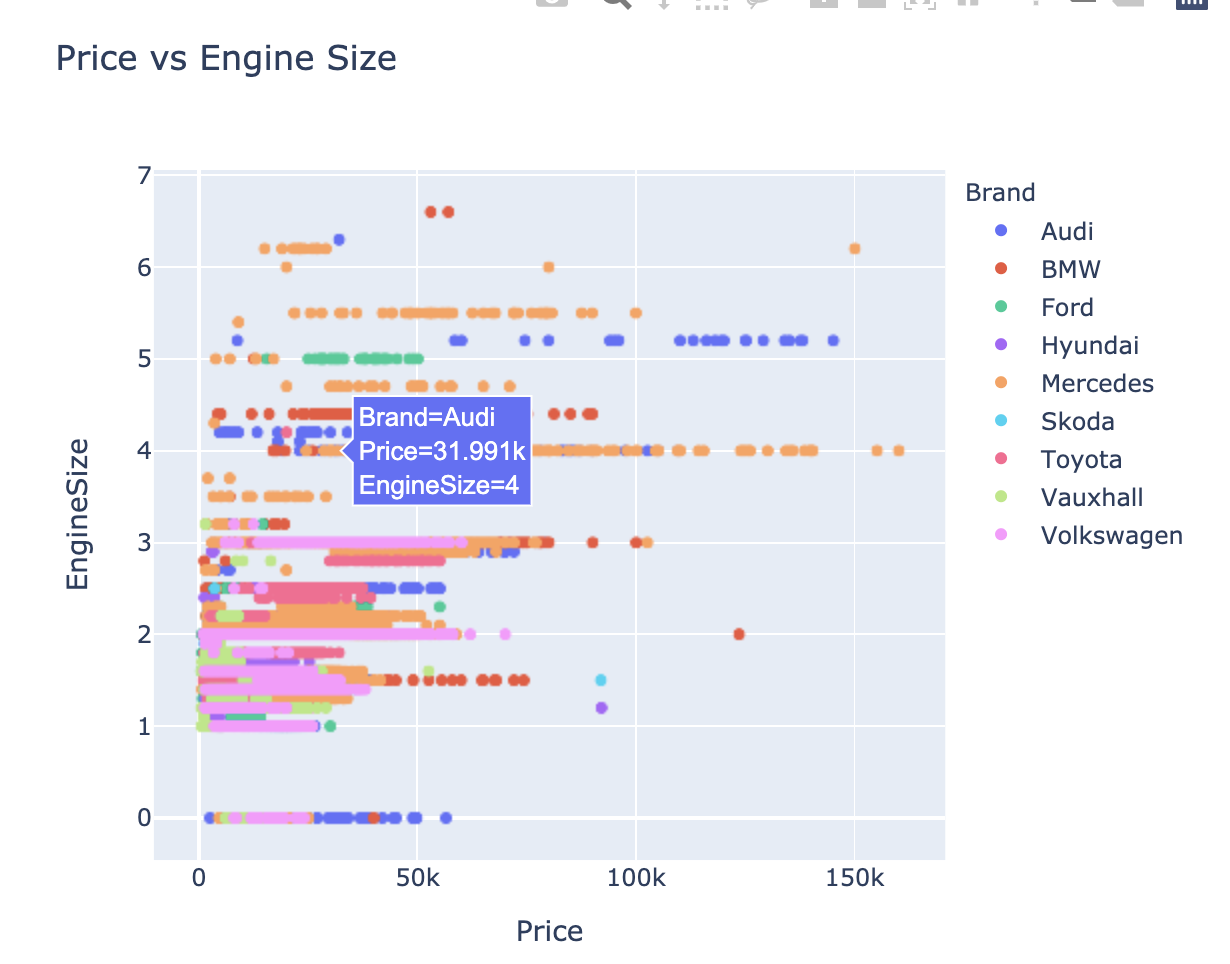 Price vs Engine Size
7
6
5
4
3
2
1
0
EngineSize
0
50k
100k
150k
Price
Brand=Audi
Price=31.991k
EngineSize=4
Brand
Audi
BMW
Ford
Hyundai
Mercedes
Skoda
Toyota
Vauxhall
Volkswagen